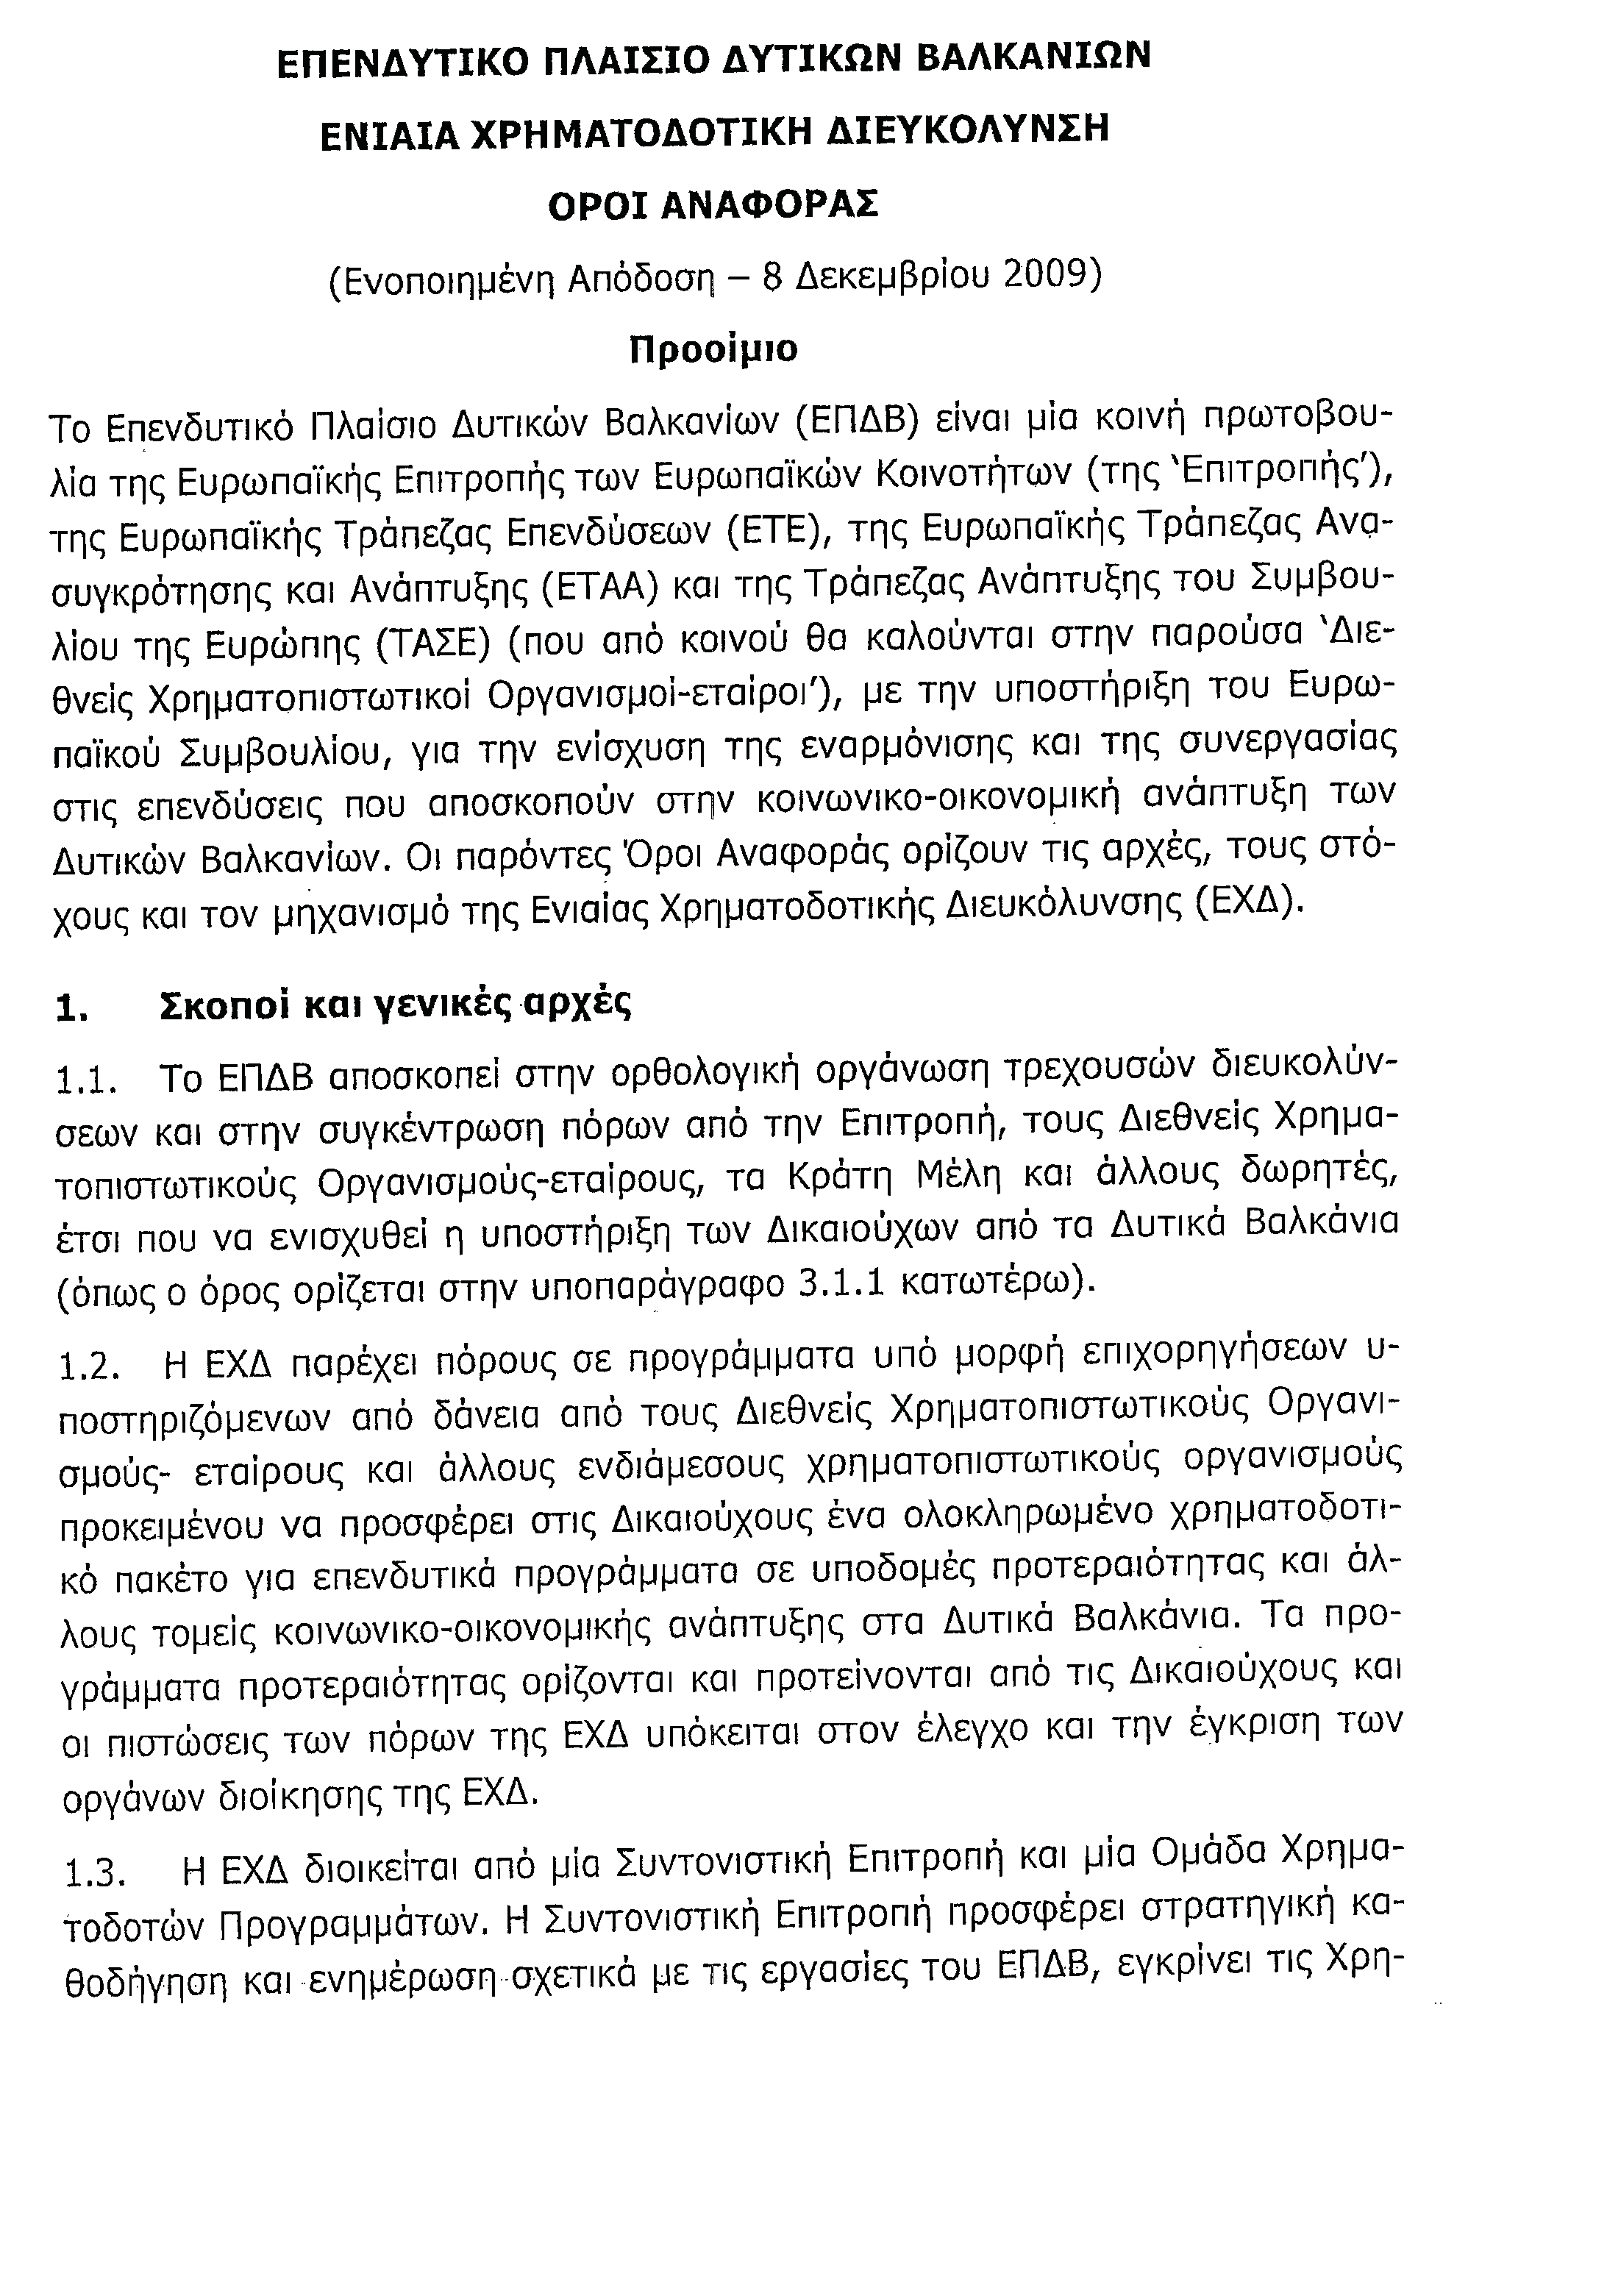 ΕΠΕΝΔΥΤΙΚΟ ΠΛΑΙΣΙΟ ΔΥΤΙΚΩΝ ΒΑΛΚΑΝΙΩΝ
ΕΝΙΑΙΑ ΧΡΗΜΑΤΟΔΟΤΙΚΗ ΔΙΕΥΚΟΛΥΝΣΗ
ΟΡΟΙ ΑΝΑΦΟΡΑΣ
(Ενοποιημένη Απόδοση – 8 Δεκεμβρίου 2009)
Προοίμιο
Το Επενδυτικό Πλαίσιο Δυτικών Βαλκανίων (ΕΠΔΒ) είναι μία κοινή πρωτοβου-
λία της Ευρωπαϊκής Επιτροπής των Ευρωπαϊκών Κοινοτήτων (της ‛Επιτροπής’),
της Ευρωπαϊκής Τράπεζας Επενδύσεων (ΕΤΕ), της Ευρωπαϊκής Τράπεζας Ανα-
συγκρότησης και Ανάπτυξης (ΕΤΑΑ) και της Τράπεζας Ανάπτυξης του Συμβου-
λίου της Ευρώπης (ΤΑΣΕ) (που από κοινού θα καλούνται στην παρούσα ‛Διε-
θνείς Χρηματοπιστωτικοί Οργανισμοί-εταίροι’), με την υποστήριξη του Ευρω-
παϊκού Συμβουλίου, για την ενίσχυση της εναρμόνισης και της συνεργασίας
στις επενδύσεις που αποσκοπούν στην κοινωνικο-οικονομική ανάπτυξη των
Δυτικών Βαλκανίων. Οι παρόντες Όροι Αναφοράς ορίζουν τις αρχές, τους στό-
χους και τον μηχανισμό της Ενιαίας Χρηματοδοτικής Διευκόλυνσης (ΕΧΔ).
1. Σκοποί και γενικές αρχές
1.1. Το ΕΠΔΒ αποσκοπεί στην ορθολογική οργάνωση τρεχουσών διευκολύν-
σεων και στην συγκέντρωση πόρων από την Επιτροπή, τους Διεθνείς Χρημα-
τοπιστωτικούς Οργανισμούς-εταίρους, τα Κράτη Μέλη και άλλους δωρητές,
έτσι που να ενισχυθεί η υποστήριξη των Δικαιούχων από τα Δυτικά Βαλκάνια
(όπως ο όρος ορίζεται στην υποπαράγραφο 3.1.1 κατωτέρω).
1.2. Η ΕΧΔ παρέχει πόρους σε προγράμματα υπό μορφή επιχορηγήσεων υ-
ποστηριζόμενων από δάνεια από τους Διεθνείς Χρηματοπιστωτικούς Οργανι-
σμούς- εταίρους και άλλους ενδιάμεσους χρηματοπιστωτικούς οργανισμούς
προκειμένου να προσφέρει στις Δικαιούχους ένα ολοκληρωμένο χρηματοδοτι-
κό πακέτο για επενδυτικά προγράμματα σε υποδομές προτεραιότητας και άλ-
λους τομείς κοινωνικο-οικονομικής ανάπτυξης στα Δυτικά Βαλκάνια. Τα προ-
γράμματα προτεραιότητας ορίζονται και προτείνονται από τις Δικαιούχους και
οι πιστώσεις των πόρων της ΕΧΔ υπόκειται στον έλεγχο και την έγκριση των
οργάνων διοίκησης της ΕΧΔ.
1.3. Η ΕΧΔ διοικείται από μία Συντονιστική Επιτροπή και μία Ομάδα Χρημα-
τοδοτών Προγραμμάτων. Η Συντονιστική Επιτροπή προσφέρει στρατηγική κα-
θοδήγηση και ενημέρωση σχετικά με τις εργασίες του ΕΠΔΒ, εγκρίνει τις Χρη-